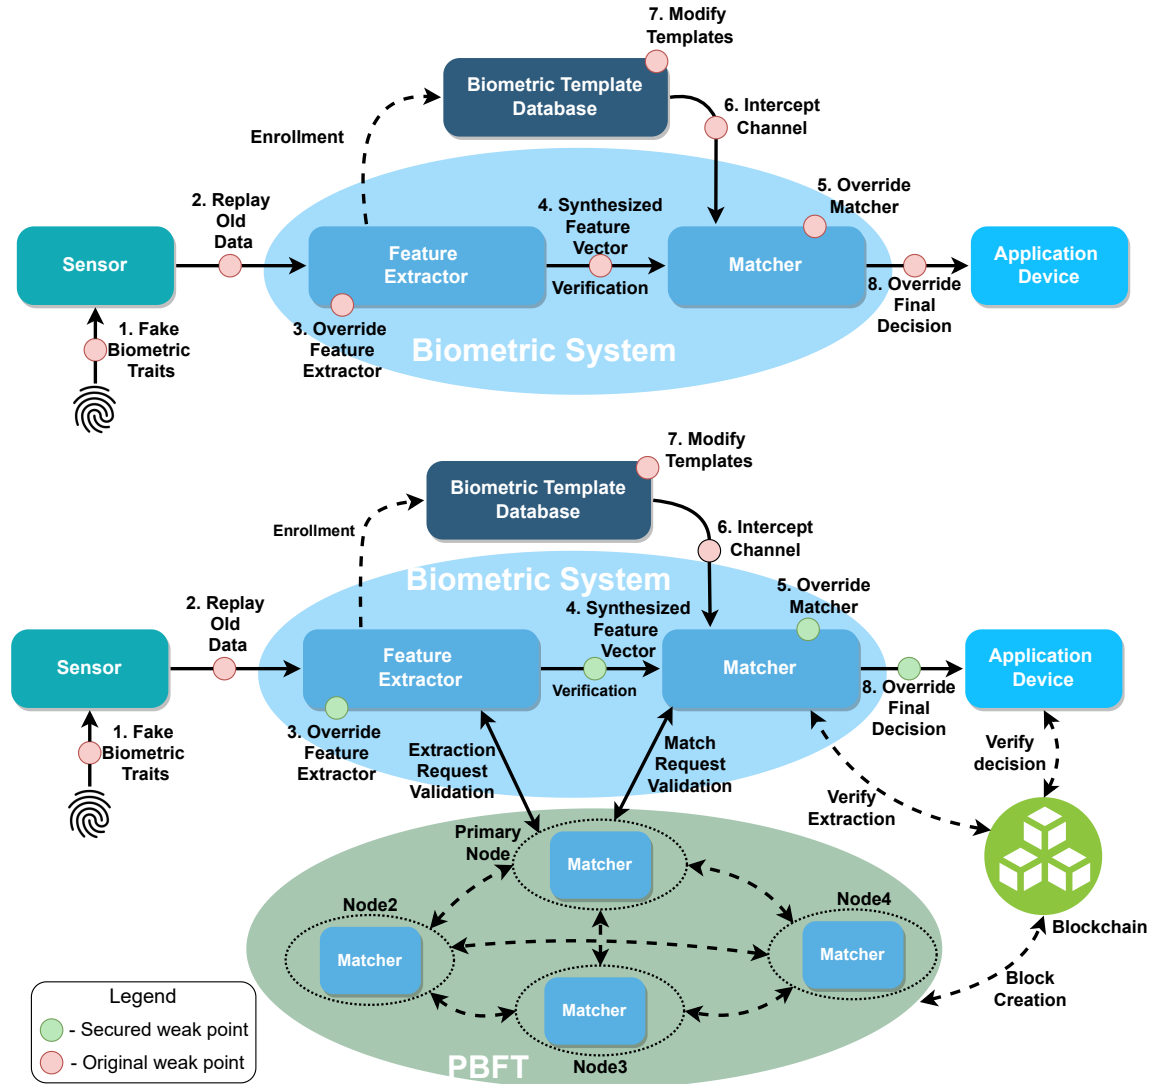 7. Modify
Templates
Biometric Template
Database
6. Intercept
Channel
Enrollment
5. Override
Matcher
2. Replay
Old
Data
4. Synthesized
Feature
Vector
Sensor
Feature
Extractor
Verification
Matcher
Application
Device
8. Override
Final
Decision
1. Fake
Biometric
Traits
3. Override
Feature
Extractor
Biometric System
7. Modify
Templates
Biometric Template
Database
6. Intercept
Channel
Enrollment
Biometric System
5. Override
Matcher
2. Replay
Old
Data
4. Synthesized
Feature
Vector
Sensor
Feature
Extractor
Verification
Matcher
Application
Device
8. Override
Final
Decision
1. Fake
Biometric
Traits
3. Override
Feature
Extractor
Extraction
Request
Validation
Match
Request
Validation
Verify
Extraction
Verify
decision
Primary
Node
Matcher
Node2
Matcher
Node4
Matcher
Blockchain
Block
Creation
Matcher
Node3
PBFT
Legend
- Secured weak point
- Original weak point